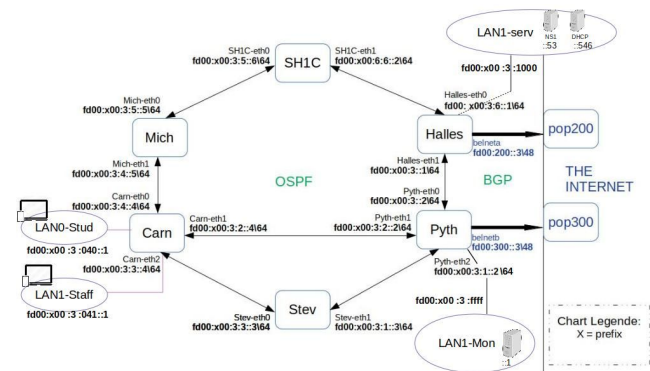 LAN1-serv
NS1
::53
DHCP
::546
SH1C-eth0
fd00:x00:3:5::6\64
SH1C
SH1C-eth1
fd00:x00:6:6::2\64
fd00:x00 :3 :1000
Halles-eth0
fd00: x00:3:6::1\64
Mich-eth0
fd00:x00:3:5::5\64
Mich
Halles
belneta
fd00:200::3\48
pop200
Mich-eth1
fd00:x00:3:4::5\64
Halles-eth1
fd00:x00:3::1\64
OSPF
BGP
THE
INTERNET
Carn-eth0
fd00:x00:3:4::4\64
Pyth-eth0
fd00:x00:3::2\64
LAN0-Stud
fd00:x00 :3 :040::1
Carn
Carn-eth1
fd00:x00:3:2::4\64
Pyth-eth1
fd00:x00:3:2::2\64
Pyth
belnetb
fd00:300::3\48
pop300
Carn-eth2
fd00:x00:3:3::4\64
Pyth-eth2
fd00:x00:3:1::2\64
LAN1-Staff
fd00:x00 :3 :041::1
Stev-eth0
fd00:x00:3:3::3\64
Stev
Stev-eth1
fd00:x00:3:1::3\64
fd00:x00 :3 :ffff
LAN1-Mon
::1
Chart Legende:
X = prefix